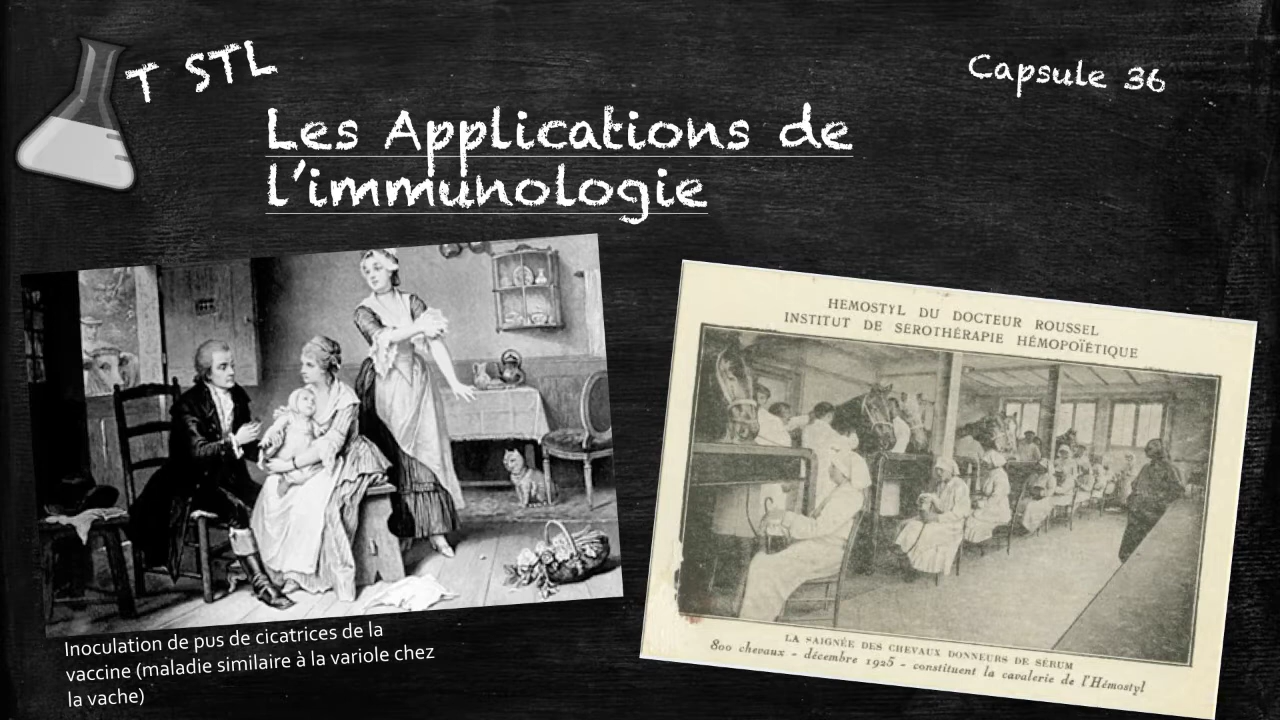 T STL
Capsule 36
Les Applications de
l’immunologie
HEMOSTYL DU DOCTEUR ROUSSEL
INSTITUT DE SEROTHÉRAPIE HÉMOPOÏÉTIQUE
LA SAIGNÉE DES CHEVAUX DONNEURS DE SÉRUM
800 chevaux - décembre 1925 - constituent la cavalerie de l'Hémostyl
Inoculation de pus de cicatrices de la
vaccine (maladie similaire à la variole chez
la vache)